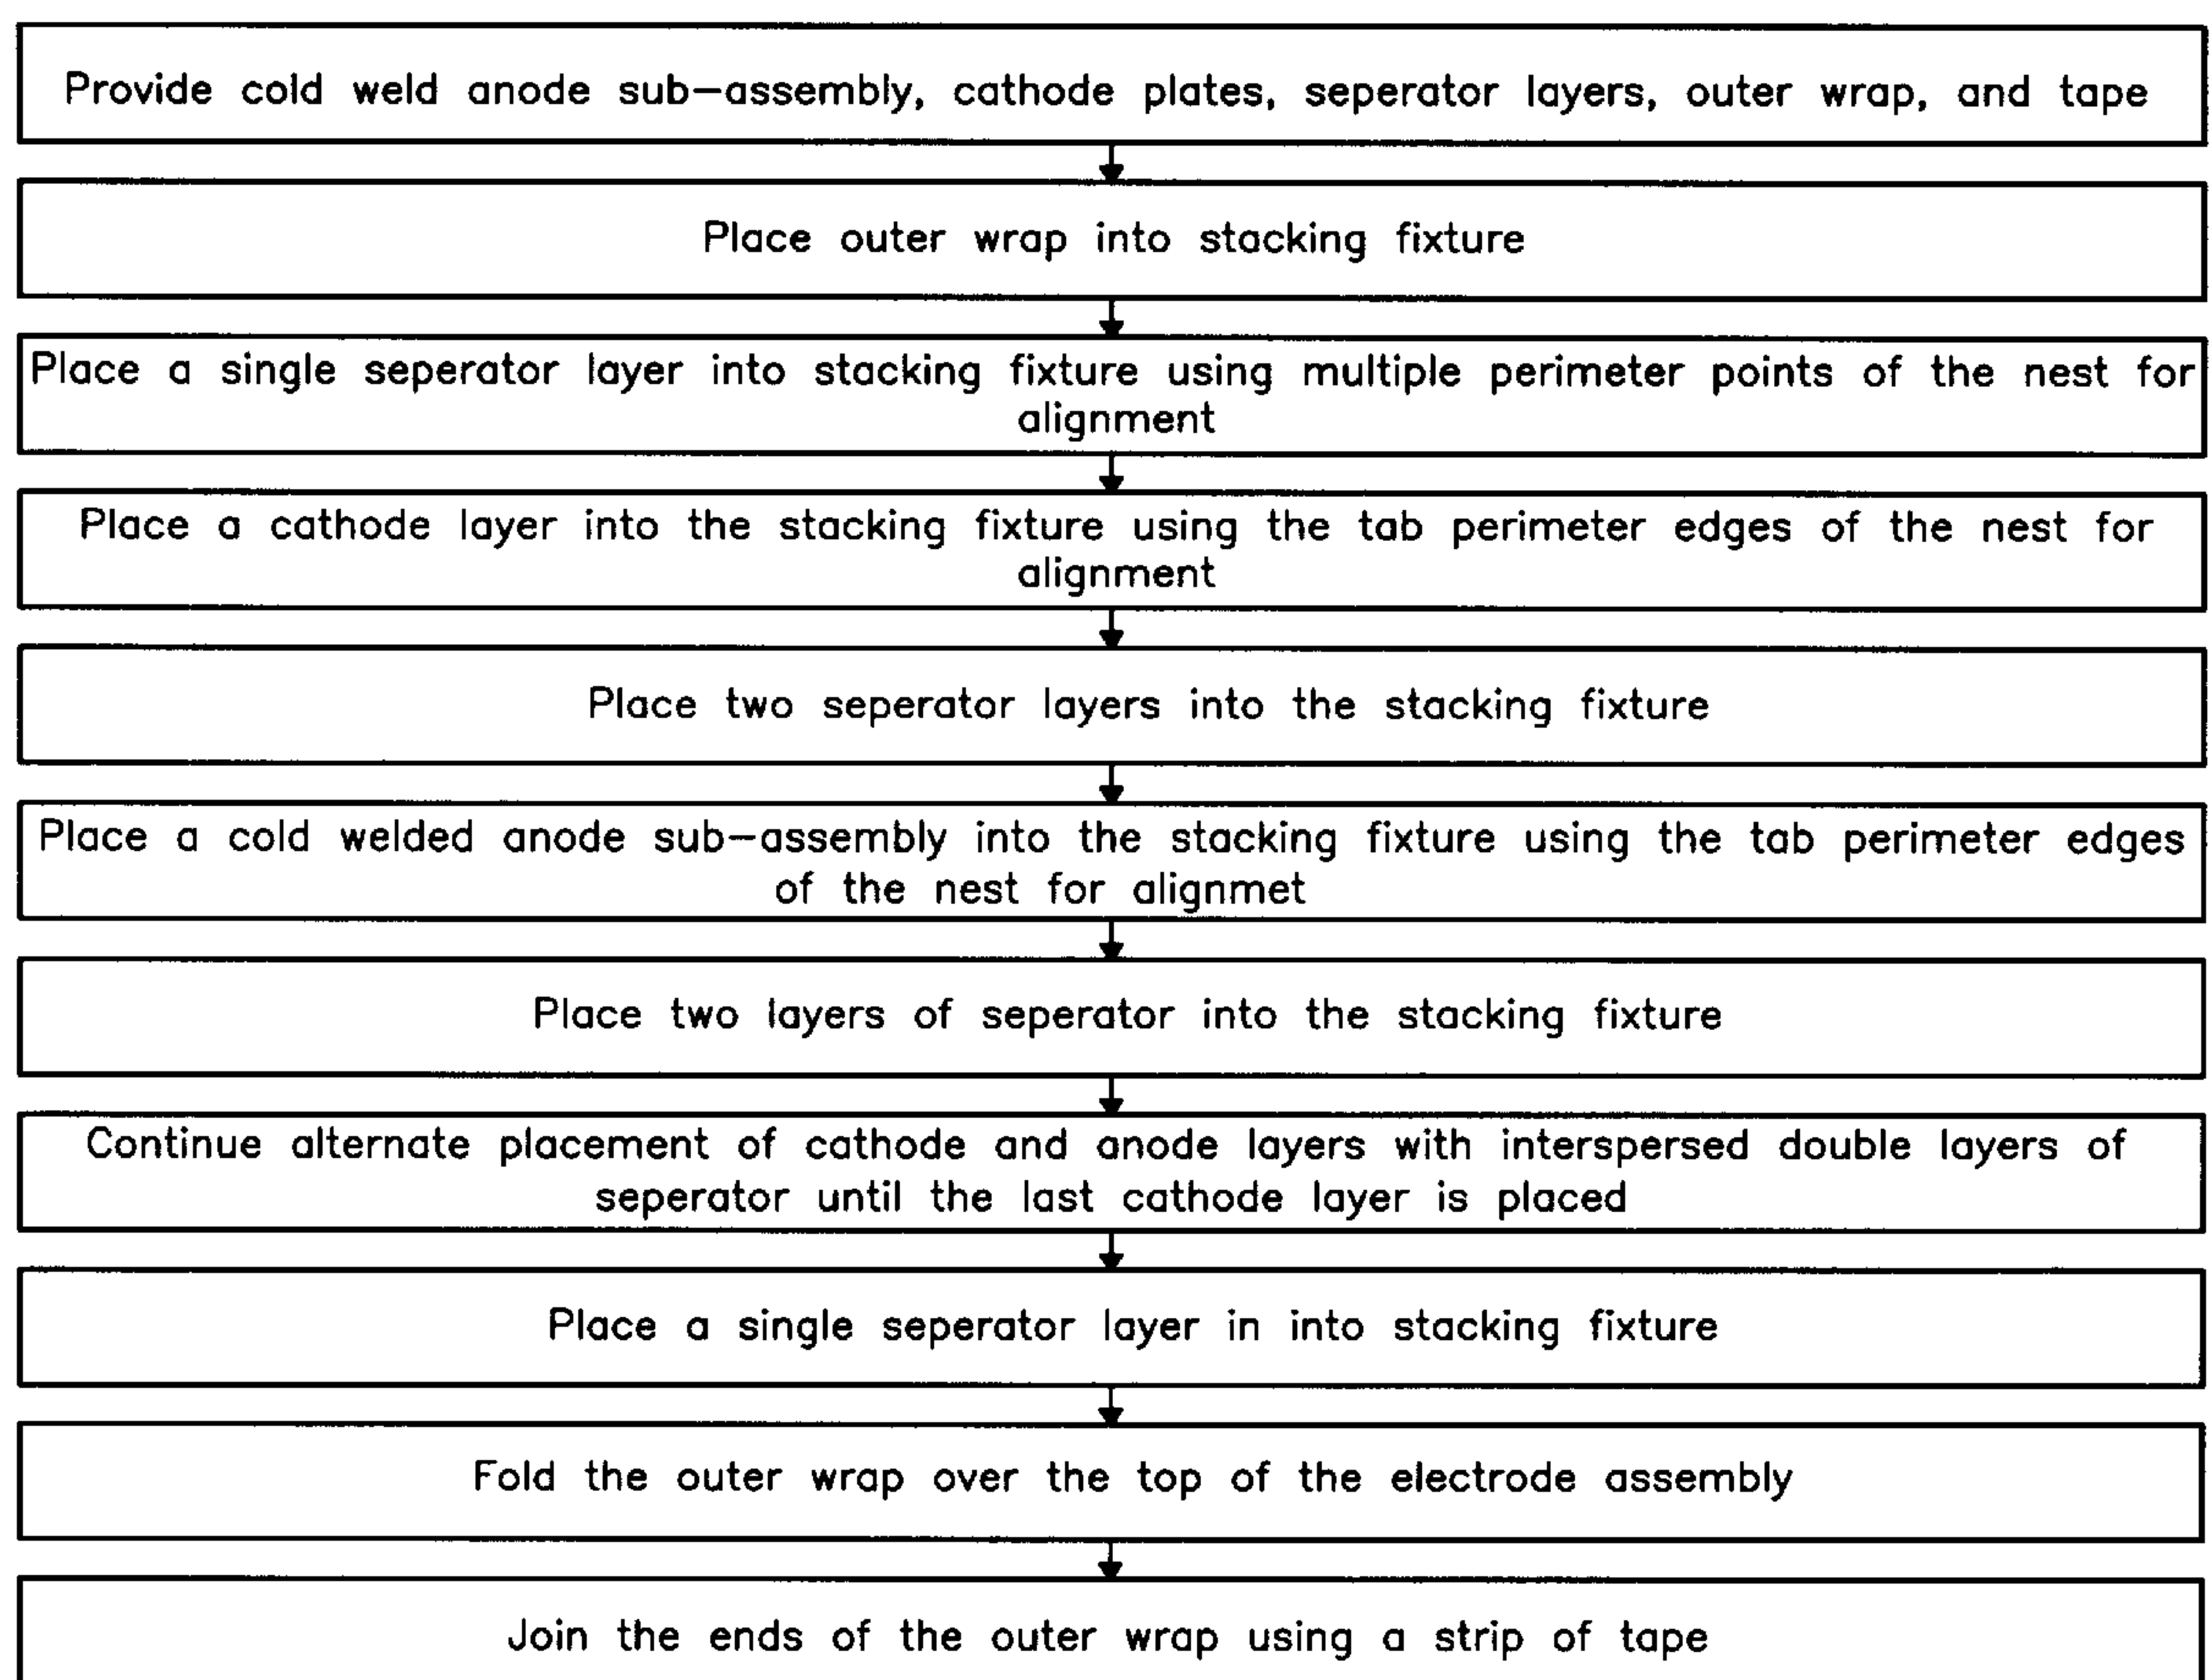 Provide cold weld anode sub-assembly, cathode plates, seperator layers, outer wrap, and tape
Place outer wrap into stacking fixture
Place a single seperator layer into stacking fixture using multiple perimeter points of the nest for
alignment
Place a cathode layer into the stacking fixture using the tab perimeter edges of the nest for
alignment
Place two seperator layers into the stacking fixture
Place a cold welded anode sub-assembly into the stacking fixture using the tab perimeter edges
of the nest for alignmet
Place two layers of seperator into the stacking fixture
Continue alternate placement of cathode and anode layers with interspersed double layers of
seperator until the last cathode layer is placed
Place a single seperator layer in into stacking fixture
Fold the outer wrap over the top of the electrode assembly
Join the ends of the outer wrap using a strip of tape